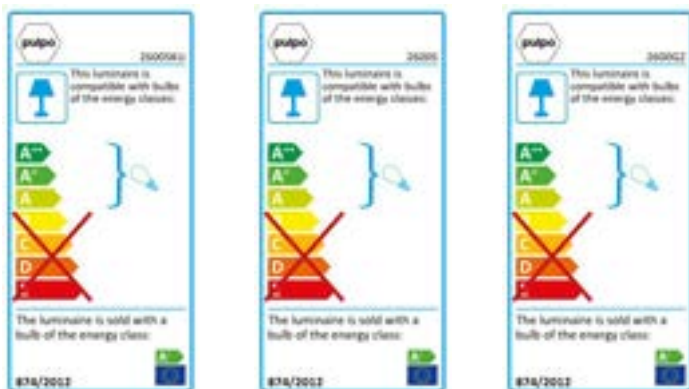 pulpo
2600SKU
This luminaire is
compatible with bulbs
of the energy classes:
A++
A+
A
C
D
The luminaire is sold with a
bulb of the energy class:
874/2012
pulpo
2600S
This luminaire is
compatible with bulbs
of the energy classes:
A++
A+
A
C
D
The luminaire is sold with a
bulb of the energy class:
874/2012
pulpo
2600GZ
This luminaire is
compatible with bulbs
of the energy classes:
A++
A+
A
C
D
The luminaire is sold with a
bulb of the energy class:
874/2012